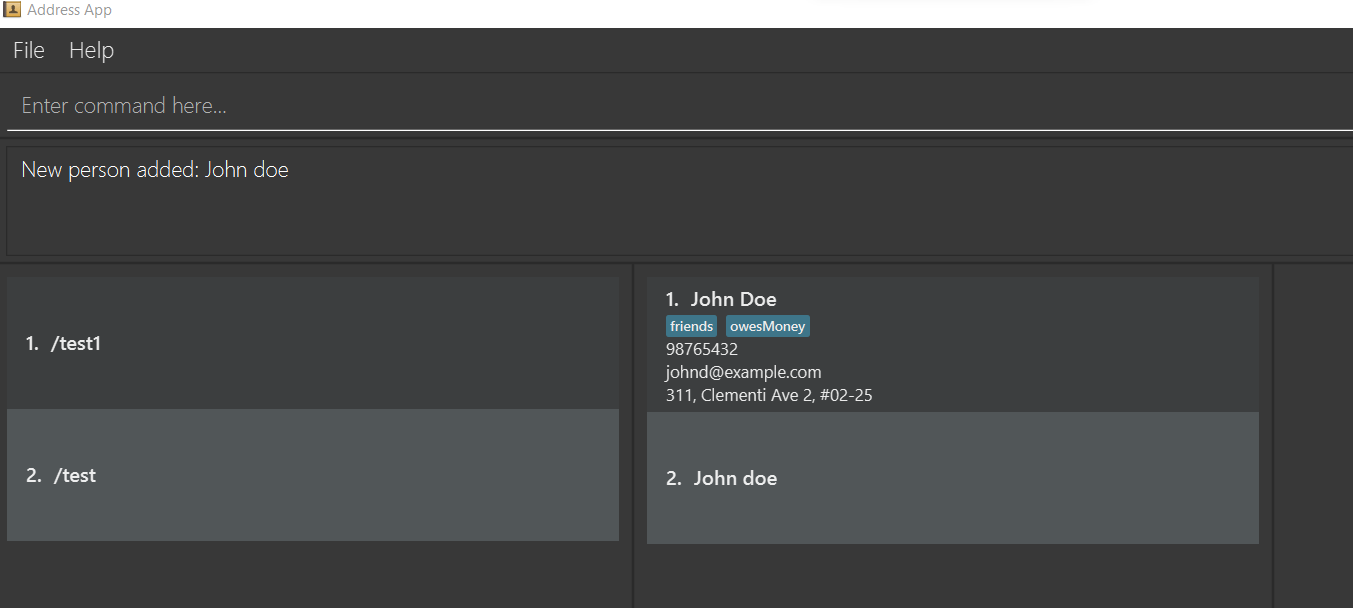 Address App
File Help
Enter command here...
New person added: John doe
1. /test1
2. /test
1. John Doe
friends owesMoney
98765432
johnd@example.com
311, Clementi Ave 2, #02-25
2. John doe